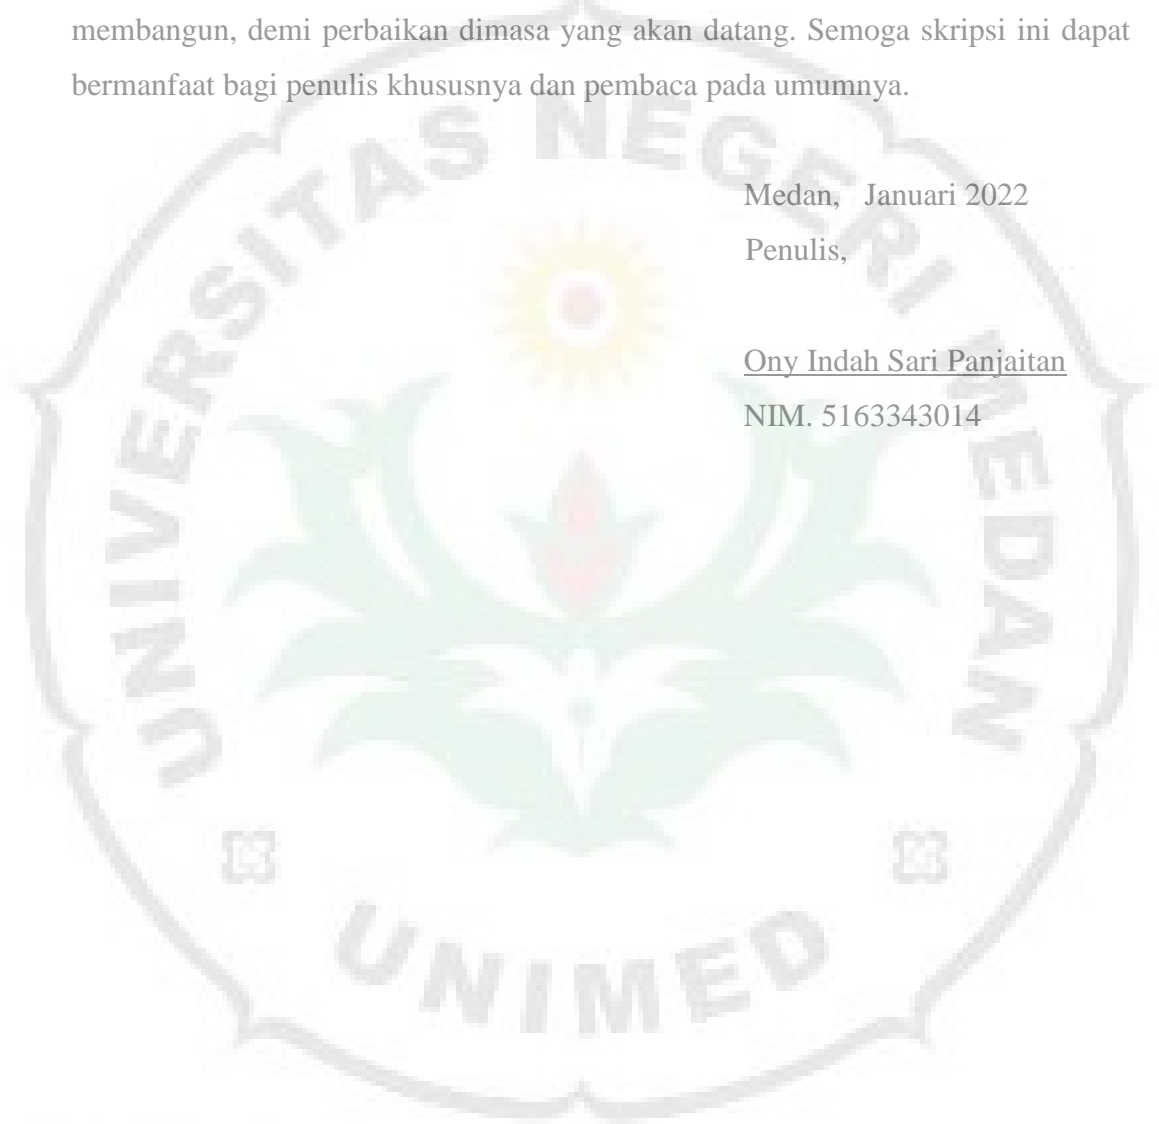 membangun, demi perbaikan dimasa yang akan datang. Semoga skripsi ini dapat
bermanfaat bagi penulis khususnya dan pembaca pada umumnya.
Medan, Januari 2022
Penulis,
Ony Indah Sari Panjaitan
NIM. 5163343014
UNIVERSITAS NEGERI MEDAN
UNIMED